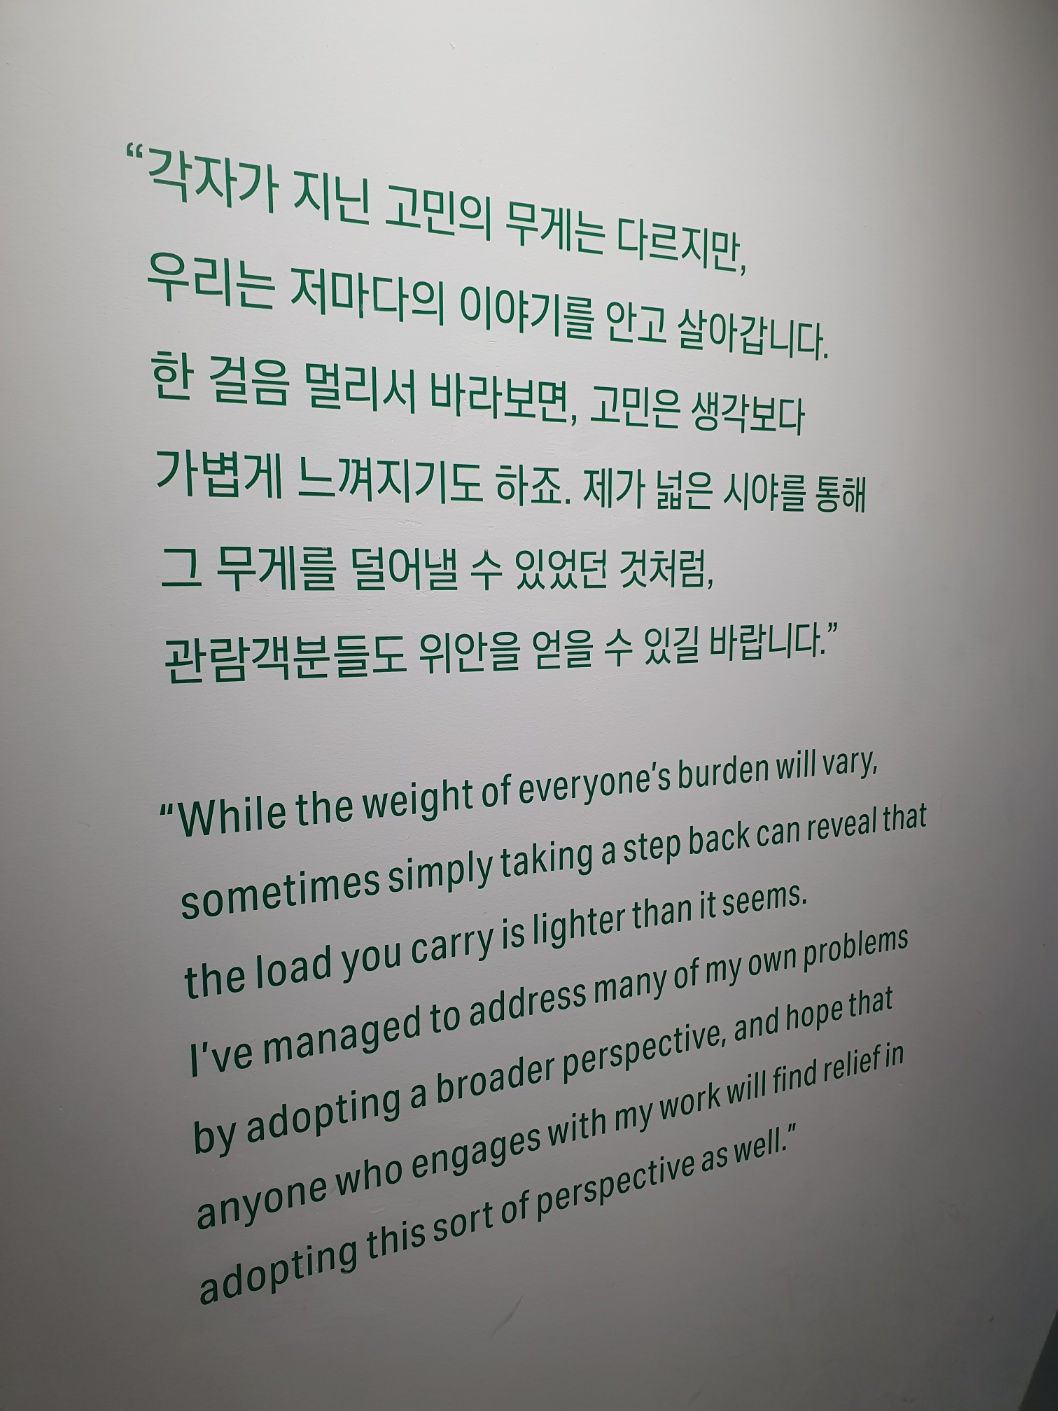 “각자가 지닌 고민의 무게는 다르지만,
우리는 저마다의 이야기를 안고 살아갑니다.
한 걸음 멀리서 바라보면, 고민은 생각보다
가볍게 느껴지기도 하죠. 제가 넓은 시야를 통해
그 무게를 덜어낼 수 있었던 것처럼,
관람객분들도 위안을 얻을 수 있길 바랍니다.”
“While the weight of everyone’s burden will vary,
sometimes simply taking a step back can reveal that
the load you carry is lighter than it seems.
I’ve managed to address many of my own problems
by adopting a broader perspective, and hope that
anyone who engages with my work will find relief in
adopting this sort of perspective as well.”